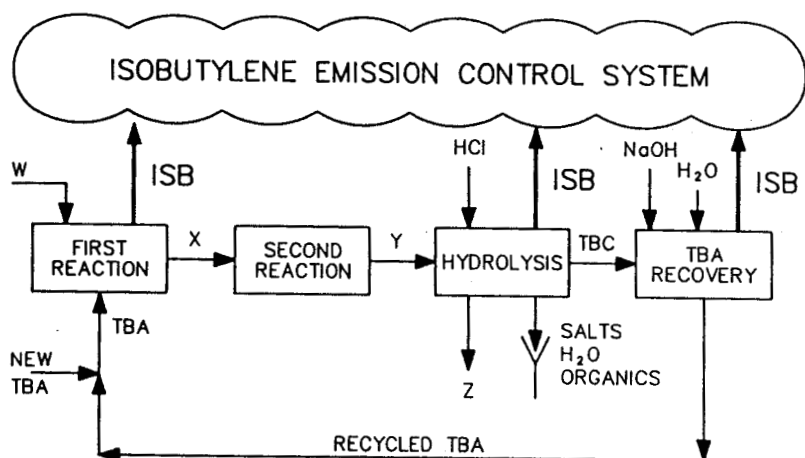 ISOBUTYLENE EMISSION CONTROL SYSTEM
W
ISB
HCl
ISB
NaOH
H₂O
ISB
FIRST
REACTION
X
SECOND
REACTION
Y
HYDROLYSIS
TBC
TBA
RECOVERY
TBA
NEW
TBA
Z
SALTS
H₂O
ORGANICS
RECYCLED TBA